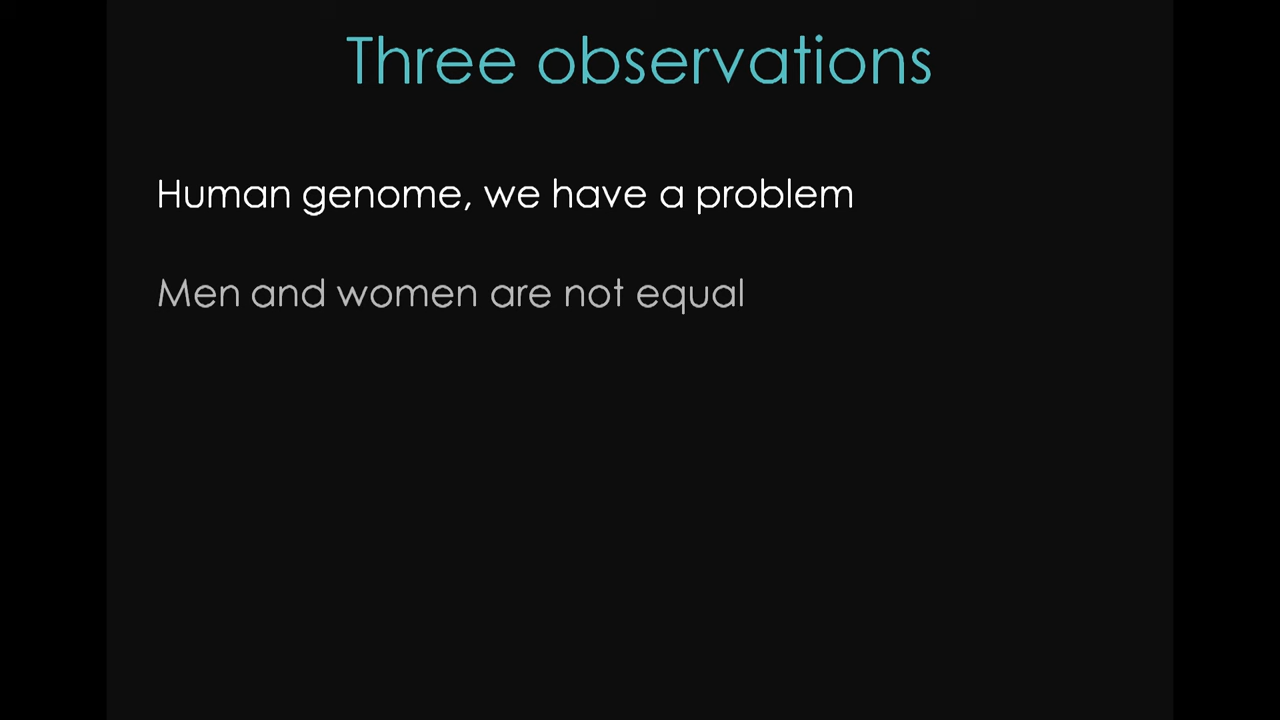 Three observations
Human genome, we have a problem
Men and women are not equal